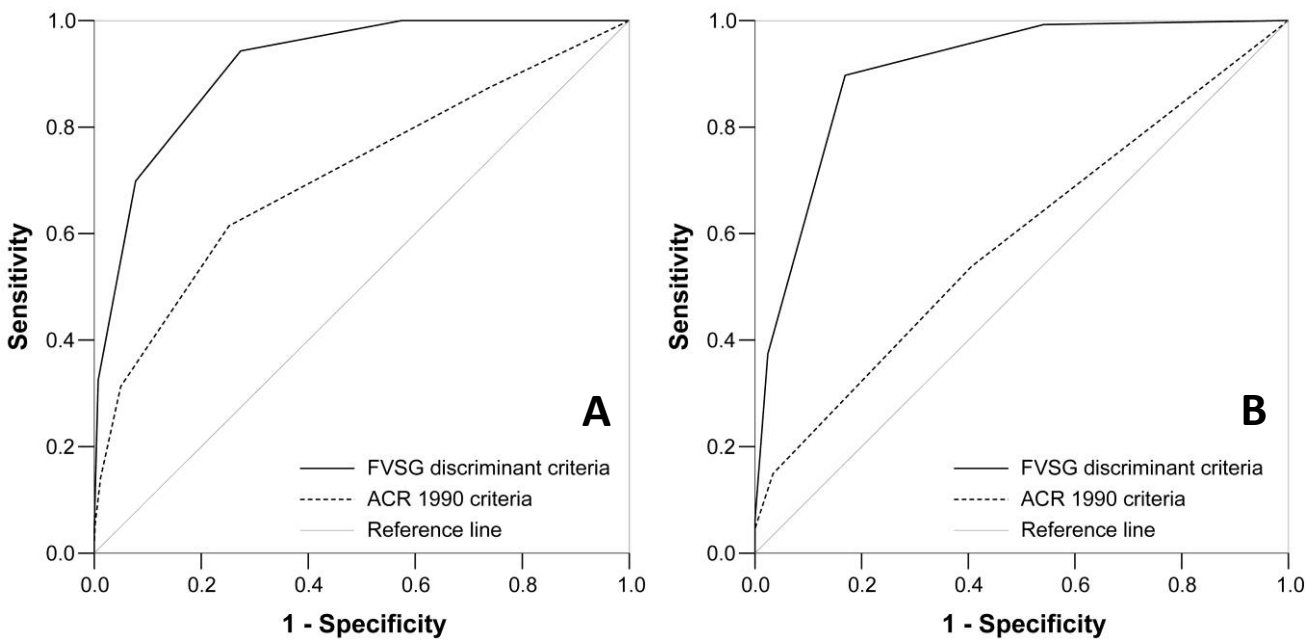 1.0
0.8
0.6
0.4
0.2
0.0
Sensitivity
A
FVSG discriminant criteria
ACR 1990 criteria
Reference line
0.0 0.2 0.4 0.6 0.8 1.0
1 - Specificity
1.0
0.8
0.6
0.4
0.2
0.0
Sensitivity
B
FVSG discriminant criteria
ACR 1990 criteria
Reference line
0.0 0.2 0.4 0.6 0.8 1.0
1 - Specificity